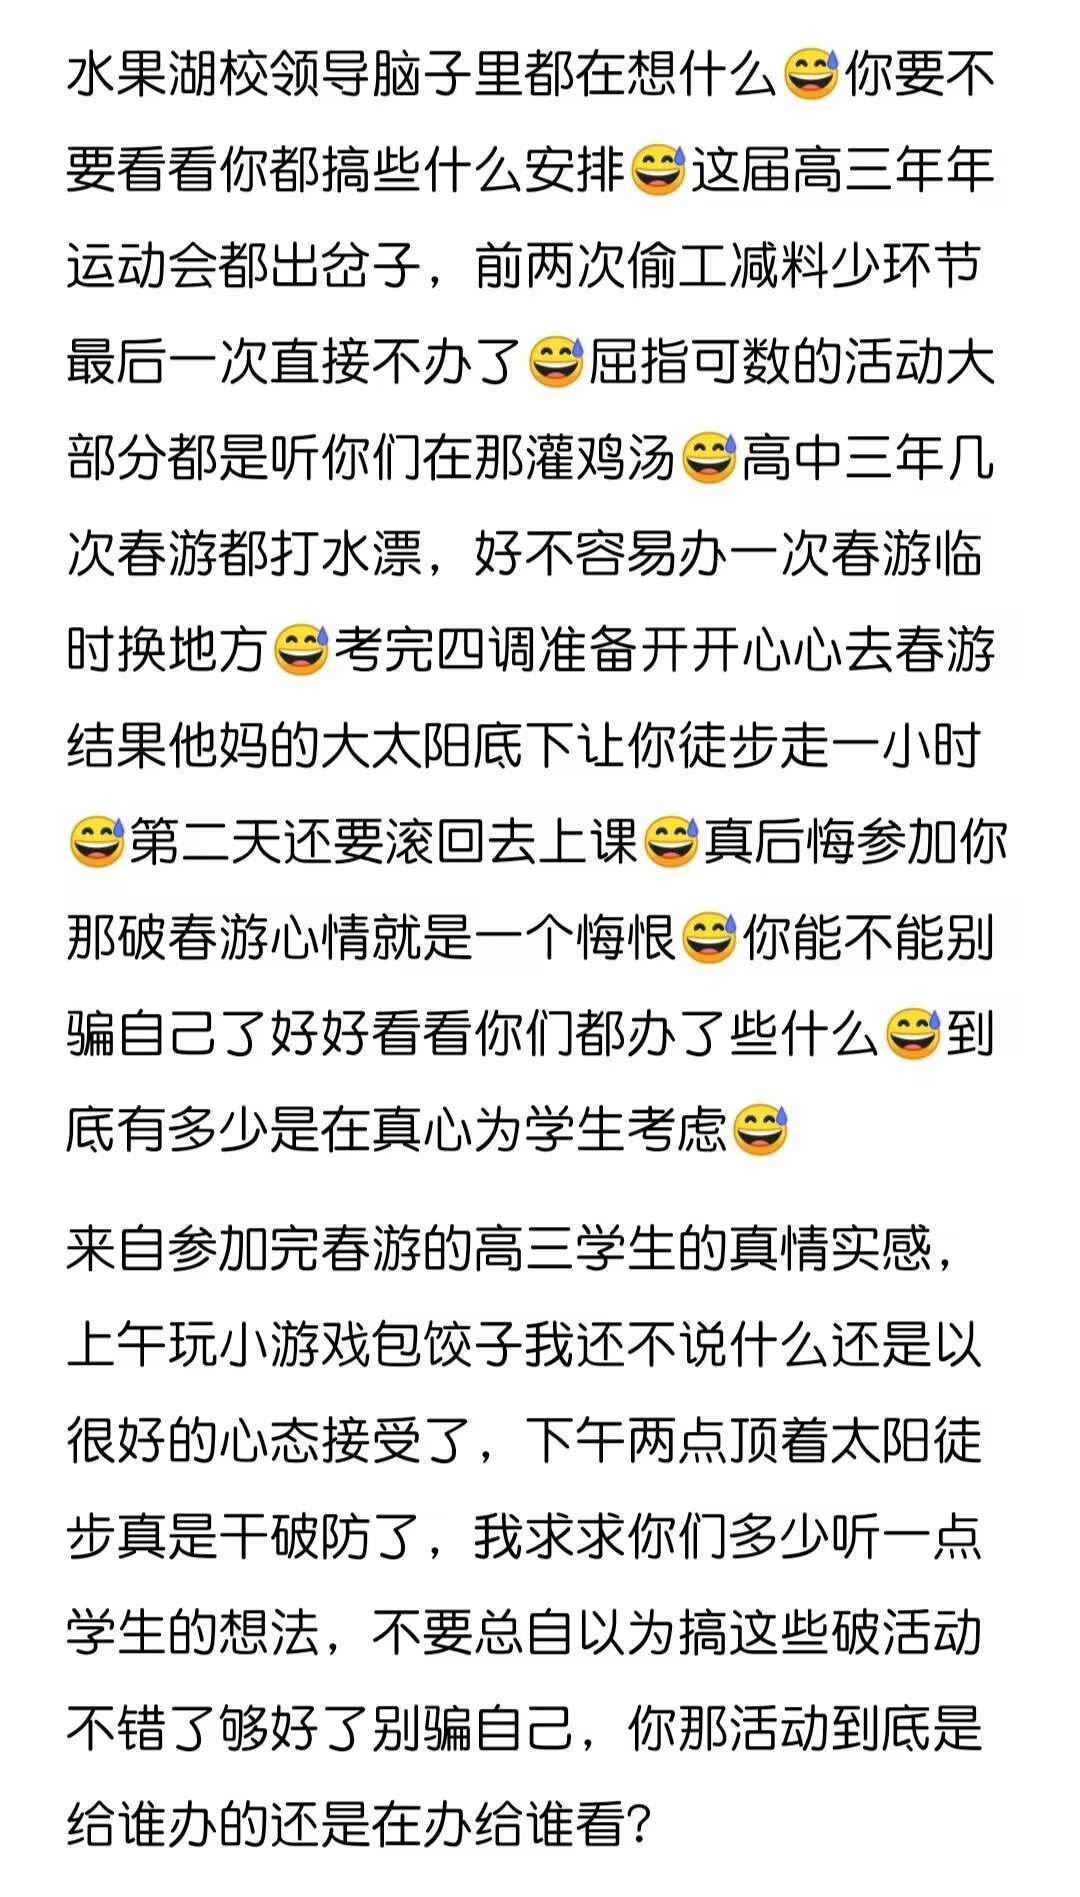 水果湖校领导脑子里都在想什么😅你要不
要看看你都搞些什么安排😅这届高三年年
运动会都出岔子，前两次偷工减料少环节
最后一次直接不办了😅屈指可数的活动大
部分都是听你们在那灌鸡汤😅高中三年几
次春游都打水漂，好不容易办一次春游临
时换地方😅考完四调准备开开心心去春游
结果他妈的大太阳底下让你徒步走一小时
😅第二天还要滚回去上课😅真后悔参加你
那破春游心情就是一个悔恨😅你能不能别
骗自己了好好看看你们都办了些什么😅到
底有多少是在真心为学生考虑😅
来自参加完春游的高三学生的真情实感，
上午玩小游戏包饺子我还不说什么还是以
很好的心态接受了，下午两点顶着太阳徒
步真是干破防了，我求求你们多少听一点
学生的想法，不要总自以为搞这些破活动
不错了够好了别骗自己，你那活动到底是
给谁办的还是在办给谁看？